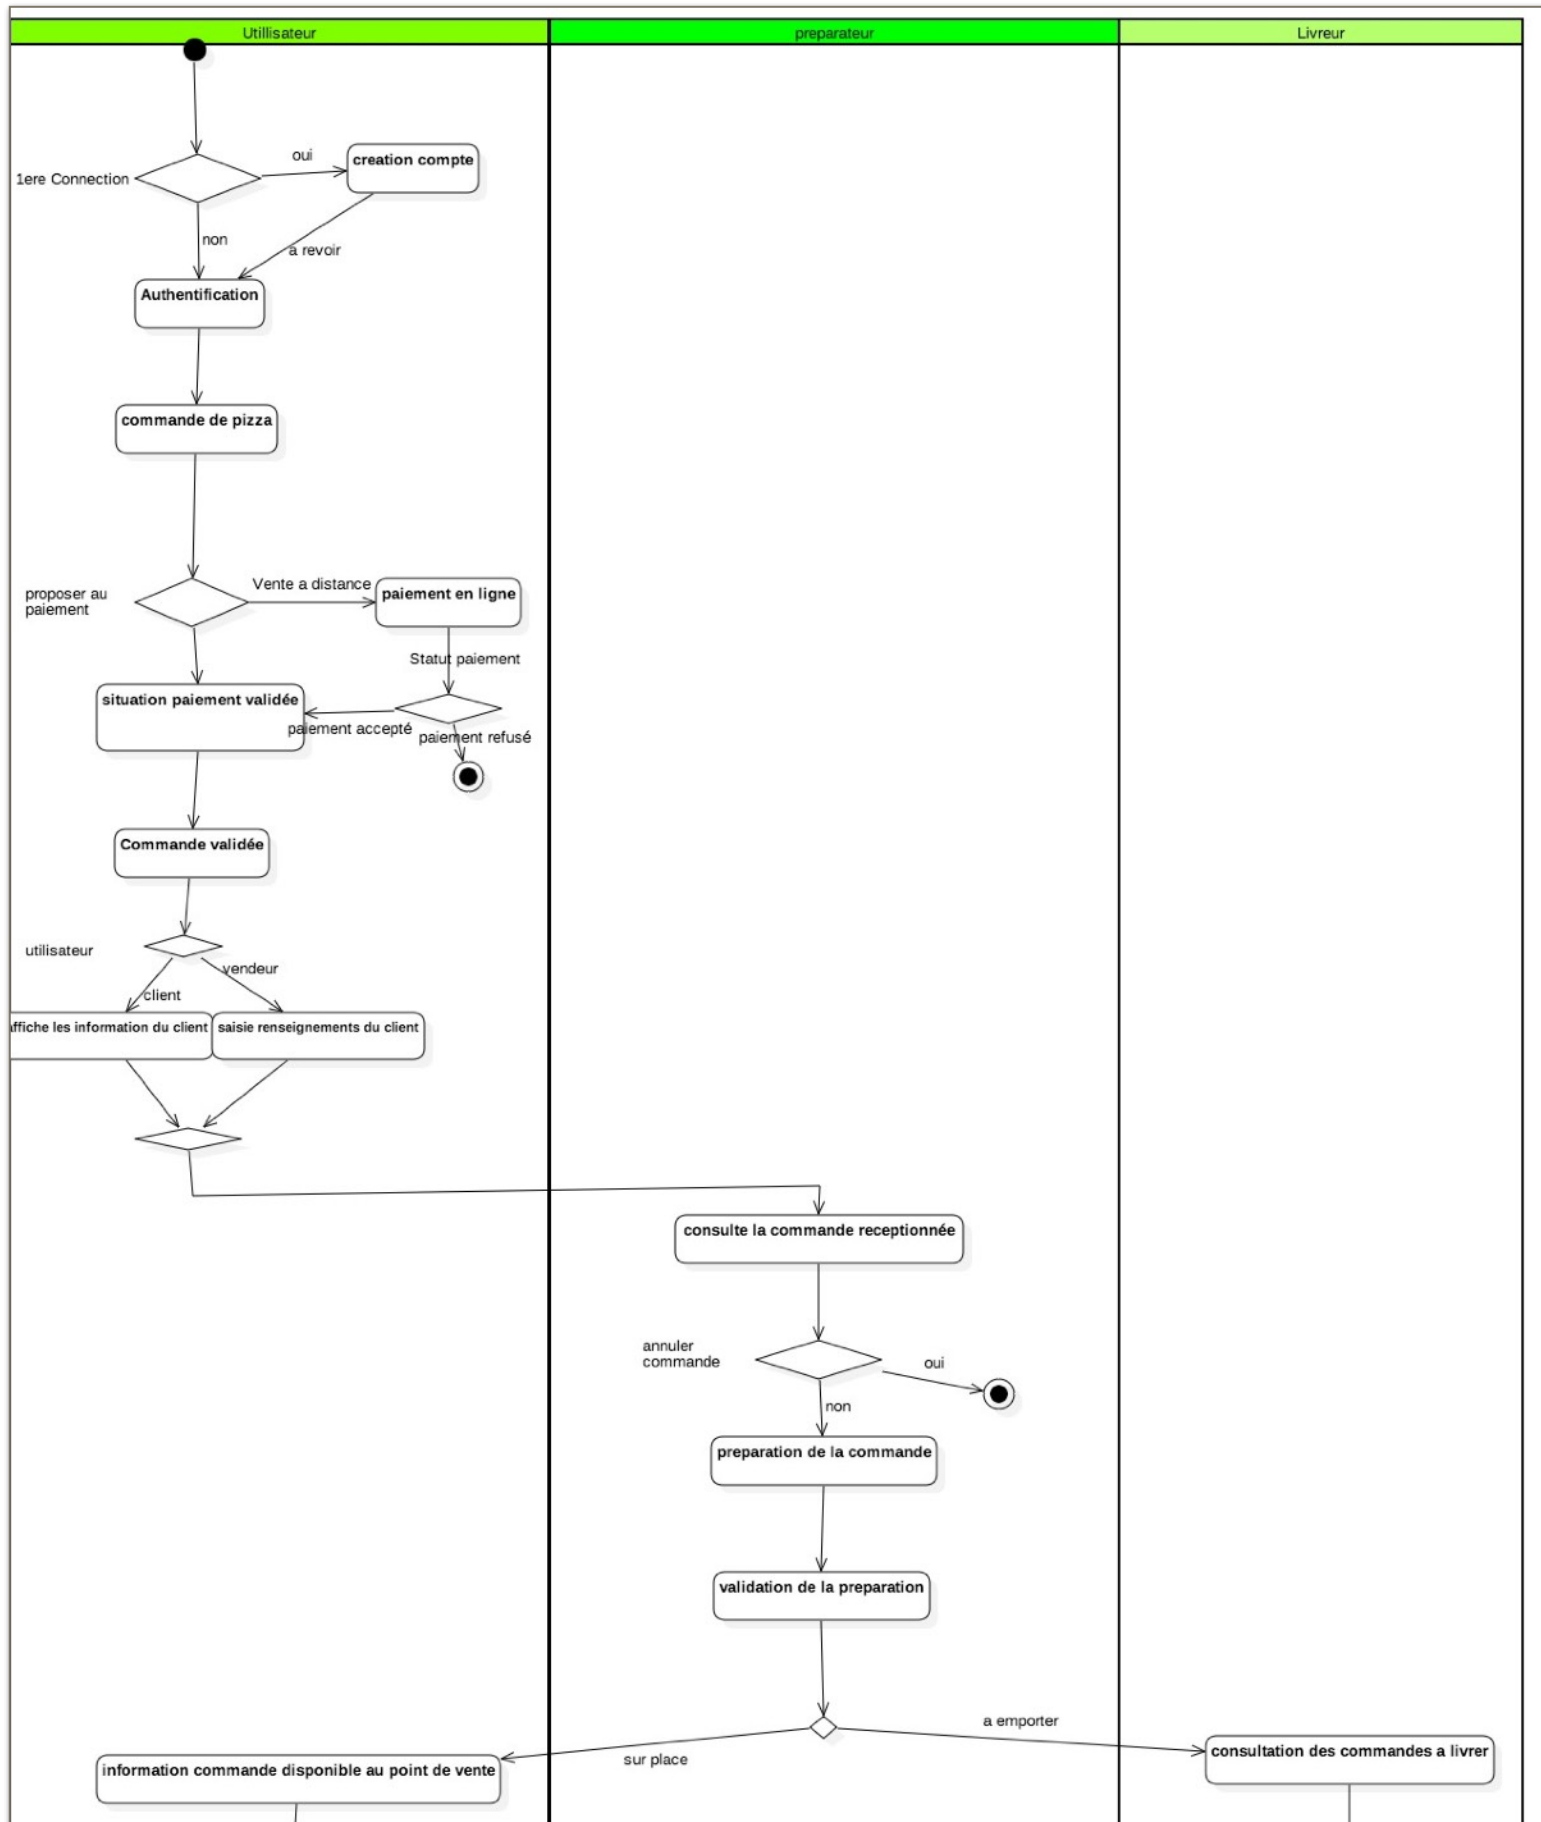 Utillisateur
preparateur
Livreur
oui
creation compte
1ere Connection
non
a revoir
Authentification
commande de pizza
Vente a distance
proposer au
paiement
paiement en ligne
Statut paiement
situation paiement validée
paiement accepté
paiement refusé
Commande validée
utilisateur
vendeur
client
affiche les information du client
saisie renseignements du client
consulte la commande receptionnée
annuler
commande
oui
non
preparation de la commande
validation de la preparation
a emporter
sur place
consultation des commandes a livrer
information commande disponible au point de vente